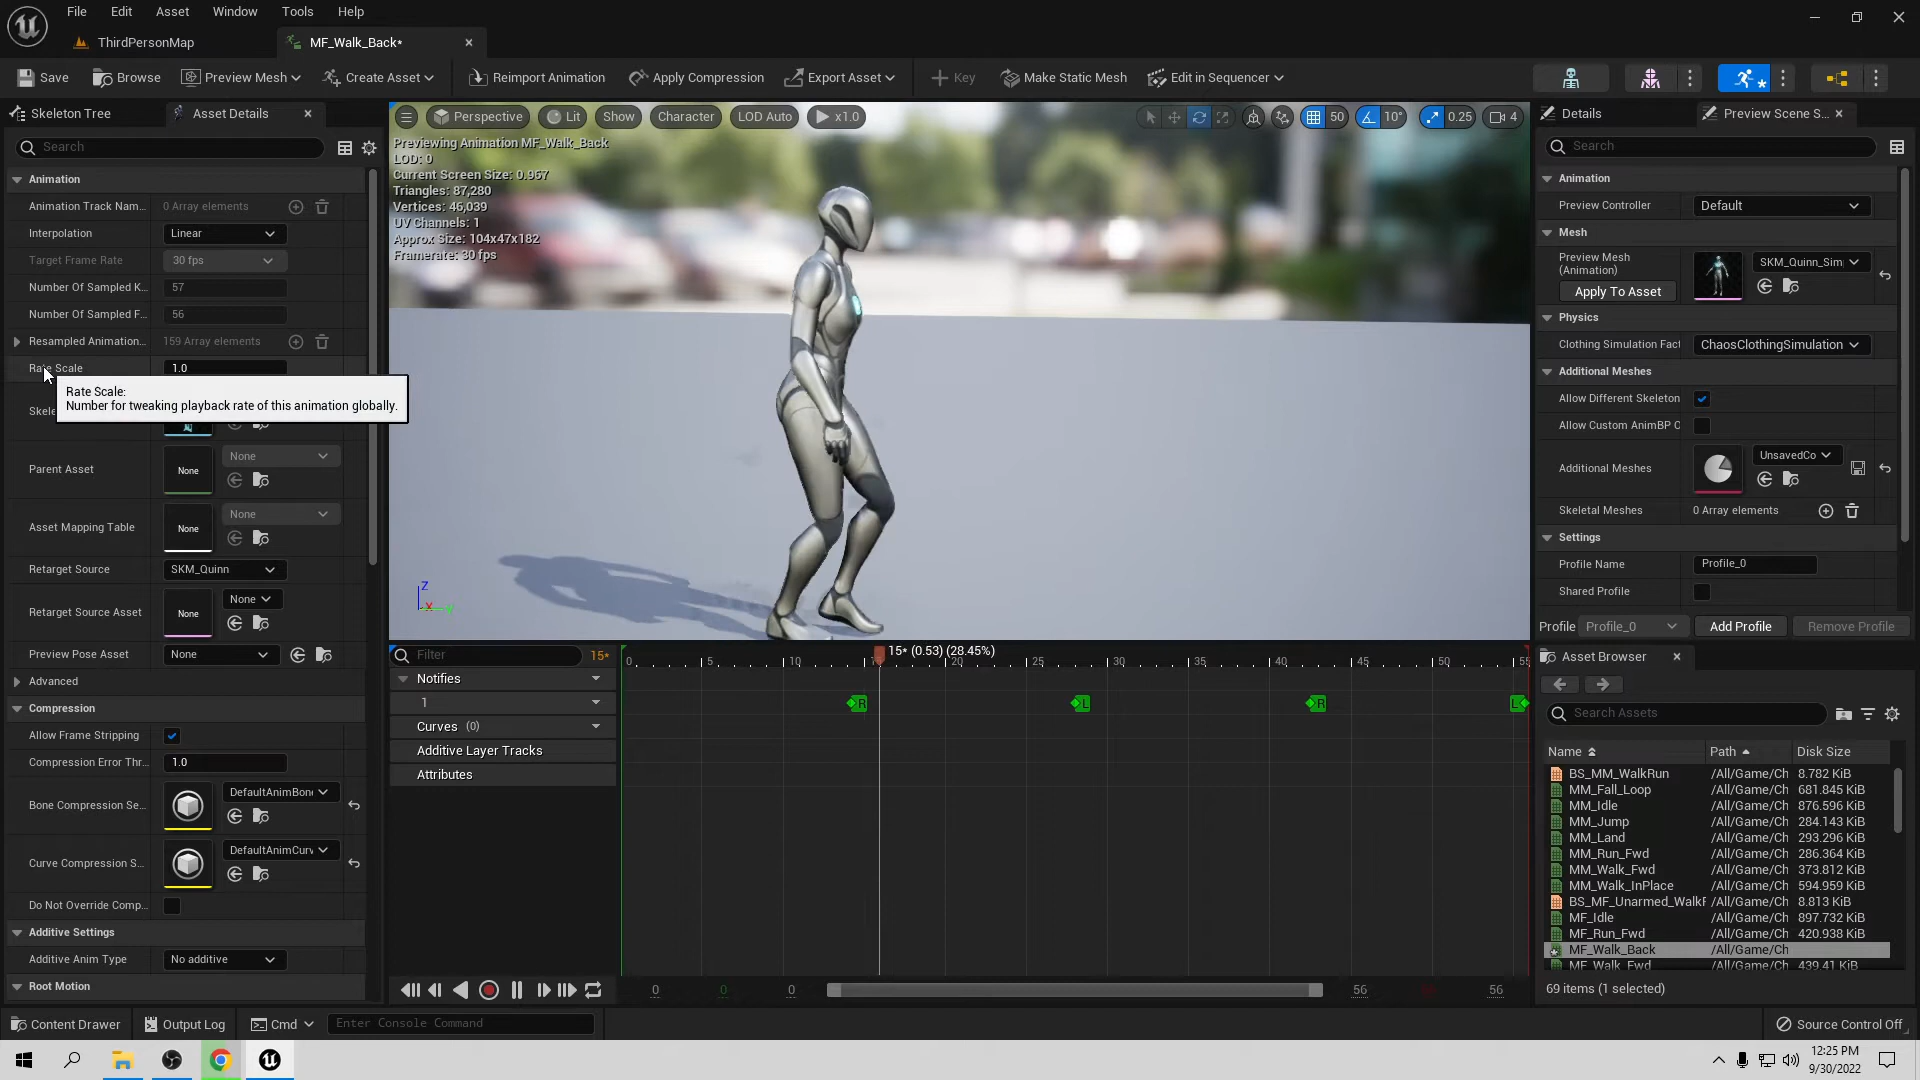 File Edit Asset Window Tools Help
ThirdPersonMap
MF_Walk_Back*
Save Browse Preview Mesh Create Asset Reimport Animation Apply Compression Export Asset Key Make Static Mesh Edit in Sequencer
Skeleton Tree Asset Details
Search
Animation
Animation Track Nam... 0 Array elements
Interpolation Linear
Target Frame Rate 30 fps
Number Of Sampled K... 57
Number Of Sampled F... 56
Resampled Animation... 159 Array elements
Rate Scale 1.0
Rate Scale:
Number for tweaking playback rate of this animation globally.
Skele
Parent Asset None None
Asset Mapping Table None None
Retarget Source SKM_Quinn
Retarget Source Asset None None
Preview Pose Asset None
Advanced
Compression
Allow Frame Stripping
Compression Error Thr... 1.0
Bone Compression Se... DefaultAnimBon
Curve Compression S... DefaultAnimCurv
Do Not Override Comp...
Additive Settings
Additive Anim Type No additive
Root Motion
Perspective Lit Show Character LOD Auto x1.0
50 10° 0.25 4
Previewing Animation MF_Walk_Back
LOD: 0
Current Screen Size: 0.967
Triangles: 87,280
Vertices: 46,039
UV Channels: 1
Approx Size: 104x47x182
Framerate: 30 fps
Z
X
Y
Filter 15*
15* (0.53) (28.45%)
0 5 10 15 20 25 30 35 40 45 50 55
Notifies
1 R L R L
Curves (0)
Additive Layer Tracks
Attributes
0 0 0 56 56
Details Preview Scene S...
Search
Animation
Preview Controller Default
Mesh
Preview Mesh
(Animation)
SKM_Quinn_Sim
Apply To Asset
Physics
Clothing Simulation Fact ChaosClothingSimulation
Additional Meshes
Allow Different Skeleton
Allow Custom AnimBP O
Additional Meshes UnsavedCo
Skeletal Meshes 0 Array elements
Settings
Profile Name Profile_0
Shared Profile
Profile Profile_0 Add Profile Remove Profile
Asset Browser
Search Assets
Name Path Disk Size
BS_MM_WalkRun /All/Game/Ch 8.782 KiB
MM_Fall_Loop /All/Game/Ch 681.845 KiB
MM_Idle /All/Game/Ch 876.596 KiB
MM_Jump /All/Game/Ch 284.143 KiB
MM_Land /All/Game/Ch 293.296 KiB
MM_Run_Fwd /All/Game/Ch 286.364 KiB
MM_Walk_Fwd /All/Game/Ch 373.812 KiB
MM_Walk_InPlace /All/Game/Ch 594.959 KiB
BS_MF_Unarmed_WalkF /All/Game/Ch 8.813 KiB
MF_Idle /All/Game/Ch 897.732 KiB
MF_Run_Fwd /All/Game/Ch 420.938 KiB
MF_Walk_Back /All/Game/Ch
MF_Walk_Fwd /All/Game/Ch 439.41 KiB
69 items (1 selected)
Content Drawer Output Log Cmd Enter Console Command Source Control Off
12:25 PM
9/30/2022